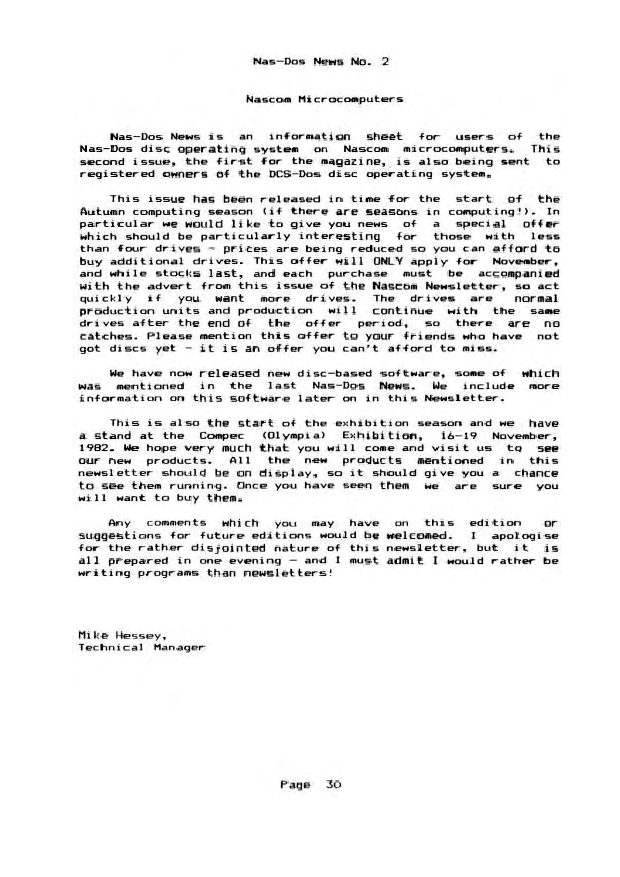 Nas-Dos News No. 2
Nascom Microcomputers
Nas-Dos News is an information sheet for users of the
Nas-Dos disc operating system on Nascom microcomputers. This
second issue, the first for the magazine, is also being sent to
registered owners of the DCS-Dos disc operating system.
This issue has been released in time for the start of the
Autumn computing season (if there are seasons in computing!). In
particular we would like to give you news of a special offer
which should be particularly interesting for those with less
than four drives - prices are being reduced so you can afford to
buy additional drives. This offer will ONLY apply for November,
and while stocks last, and each purchase must be accompanied
with the advert from this issue of the Nascom Newsletter, so act
quickly if you want more drives. The drives are normal
production units and production will continue with the same
drives after the end of the offer period, so there are no
catches. Please mention this offer to your friends who have not
got discs yet - it is an offer you can't afford to miss.
We have now released new disc-based software, some of which
was mentioned in the last Nas-Dos News. We include more
information on this software later on in this Newsletter.
This is also the start of the exhibition season and we have
a stand at the Compec (Olympia) Exhibition, 16-19 November,
1982. We hope very much that you will come and visit us to see
our new products. All the new products mentioned in this
newsletter should be on display, so it should give you a chance
to see them running. Once you have seen them we are sure you
will want to buy them.
Any comments which you may have on this edition or
suggestions for future editions would be welcomed. I apologise
for the rather disjointed nature of this newsletter, but it is
all prepared in one evening - and I must admit I would rather be
writing programs than newsletters!
Mike Hessey,
Technical Manager
Page 30